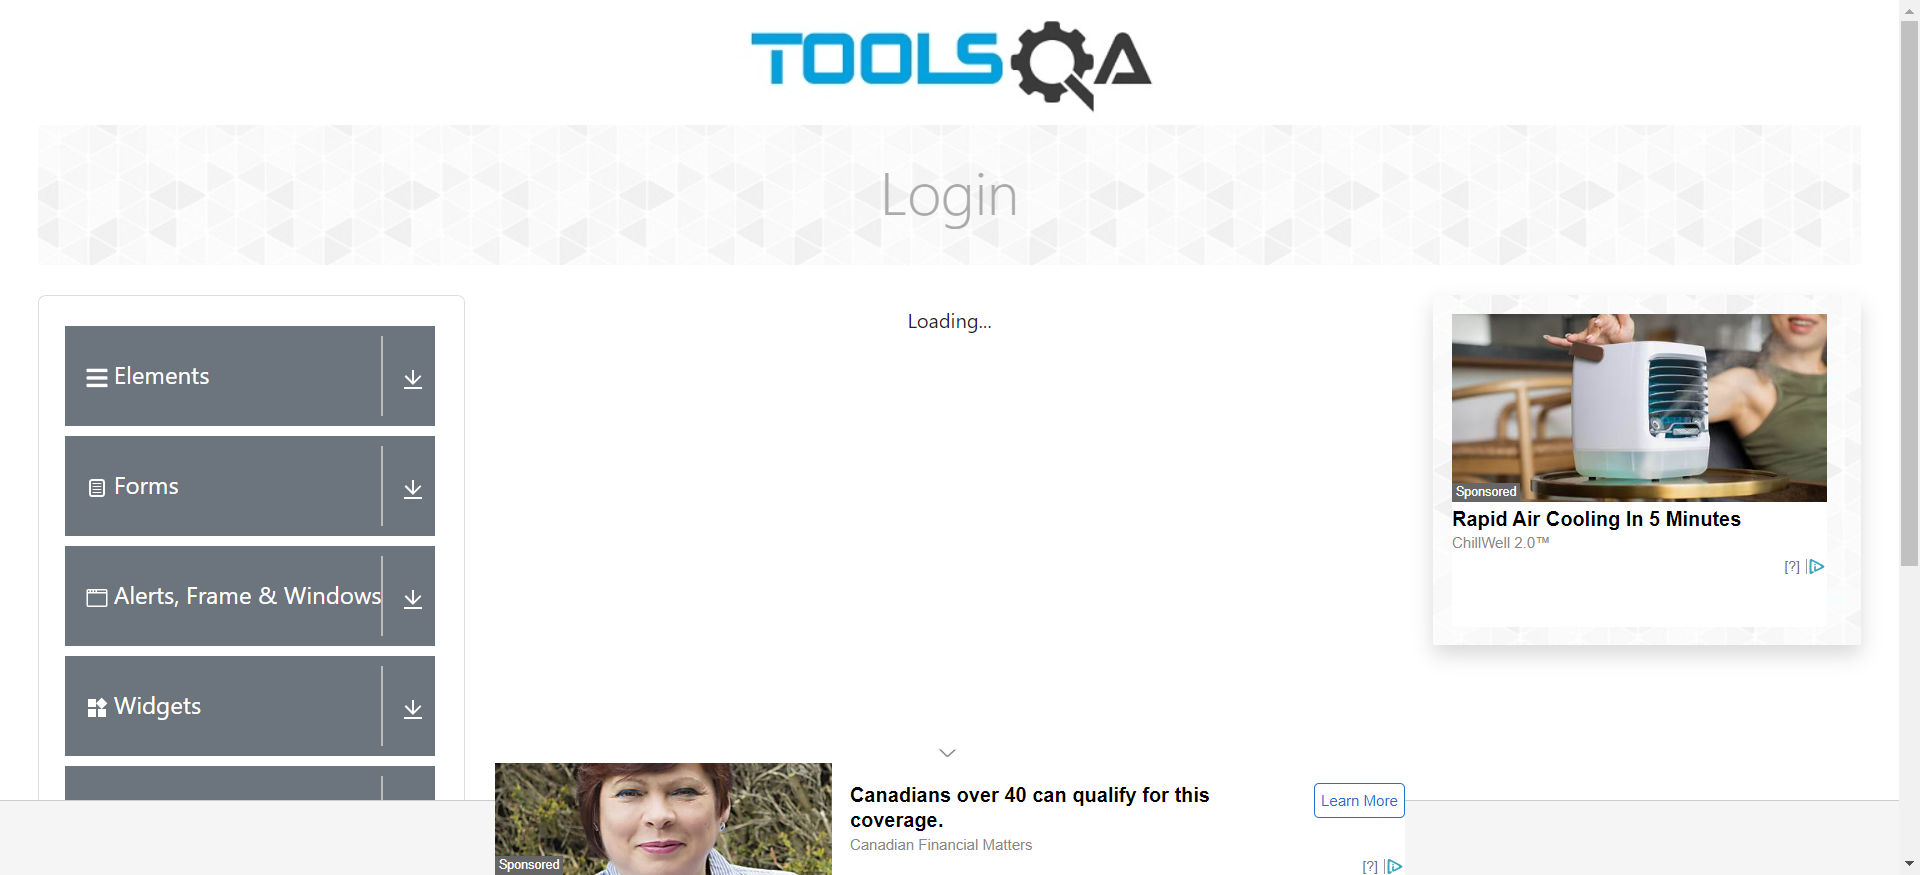 TOOLSQA
Login
Elements
Forms
Alerts, Frame & Windows
Widgets
Loading...
Sponsored
Rapid Air Cooling In 5 Minutes
ChillWell 2.0™
[?]
Sponsored
Canadians over 40 can qualify for this
coverage.
Canadian Financial Matters
Learn More
[?]